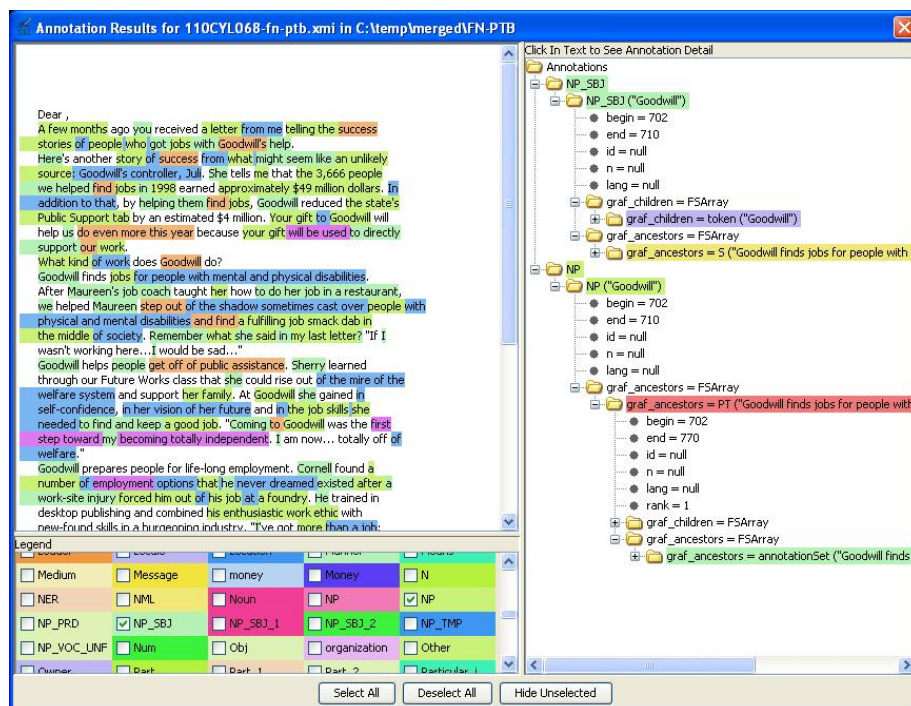 Annotation Results for 110CYL068-fn-ptb.xmi in C:\temp\merged\FN-PTB
Dear ,
A few months ago you received a letter from me telling the success
stories of people who got jobs with Goodwill's help.
Here's another story of success from what might seem like an unlikely
source: Goodwill's controller, Juli. She tells me that the 3,666 people
we helped find jobs in 1998 earned approximately $49 million dollars. In
addition to that, by helping them find jobs, Goodwill reduced the state's
Public Support tab by an estimated $4 million. Your gift to Goodwill will
help us do even more this year because your gift will be used to directly
support our work.
What kind of work does Goodwill do?
Goodwill finds jobs for people with mental and physical disabilities.
After Maureen's job coach taught her how to do her job in a restaurant,
we helped Maureen step out of the shadow sometimes cast over people with
physical and mental disabilities and find a fulfilling job smack dab in
the middle of society. Remember what she said in my last letter? "If I
wasn't working here...I would be sad..."
Goodwill helps people get off of public assistance. Sherry learned
through our Future Works class that she could rise out of the mire of the
welfare system and support her family. At Goodwill she gained in
self-confidence, in her vision of her future and in the job skills she
needed to find and keep a good job. "Coming to Goodwill was the first
step toward my becoming totally independent. I am now... totally off of
welfare."
Goodwill prepares people for life-long employment. Cornell found a
number of employment options that he never dreamed existed after a
work-site injury forced him out of his job at a foundry. He trained in
desktop publishing and combined his enthusiastic work ethic with
new-found skills in a burgeoning industry. "I've got more than a job;
Legend
Medium Message money Money N
NER NML Noun NP NP
NP_PRD NP_SBJ NP_SBJ_1 NP_SBJ_2 NP_TMP
NP_VOC_UNF Num Obj organization Other
Owner Part Part_1 Part_2
Click In Text to See Annotation Detail
Annotations
NP_SBJ
NP_SBJ ("Goodwill")
begin = 702
end = 710
id = null
n = null
lang = null
graf_children = FSArray
graf_children = token ("Goodwill")
graf_ancestors = FSArray
graf_ancestors = S ("Goodwill finds jobs for people with
NP
NP ("Goodwill")
begin = 702
end = 710
id = null
n = null
lang = null
graf_ancestors = FSArray
graf_ancestors = PT ("Goodwill finds jobs for people with
begin = 702
end = 770
id = null
n = null
lang = null
rank = 1
graf_children = FSArray
graf_ancestors = FSArray
graf_ancestors = annotationSet ("Goodwill finds
Select All Deselect All Hide Unselected